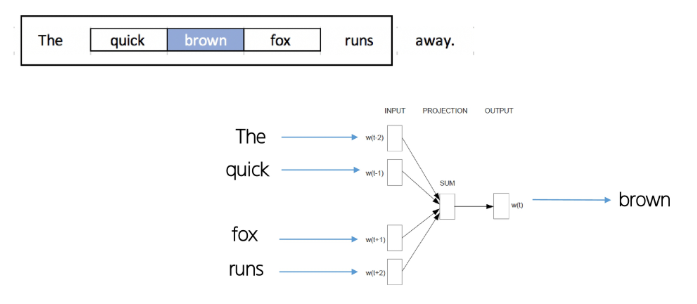 The quick brown fox runs away.
INPUT PROJECTION OUTPUT
The w(t-2)
quick w(t-1)
SUM
w(t) brown
fox w(t+1)
runs w(t+2)